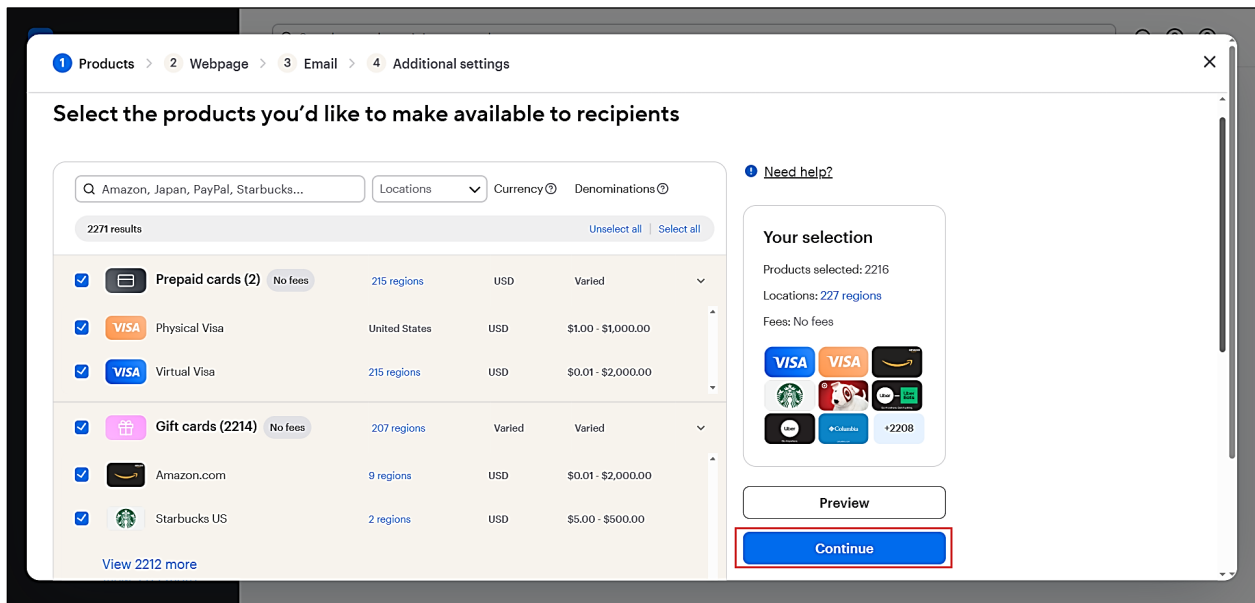 1 Products > 2 Webpage > 3 Email > 4 Additional settings
Select the products you’d like to make available to recipients
Amazon, Japan, PayPal, Starbucks... Locations Currency Denominations
Need help?
2271 results Unselect all Select all
Your selection
Products selected: 2216
Locations: 227 regions
Fees: No fees
Prepaid cards (2) No fees 215 regions USD Varied
VISA Physical Visa United States USD $1.00 - $1,000.00
VISA Virtual Visa 215 regions USD $0.01 - $2,000.00
VISA VISA
Uber
Uber Columbia +2208
Gift cards (2214) No fees 207 regions Varied Varied
Amazon.com 9 regions USD $0.01 - $2,000.00
Starbucks US 2 regions USD $5.00 - $500.00
View 2212 more
Preview
Continue